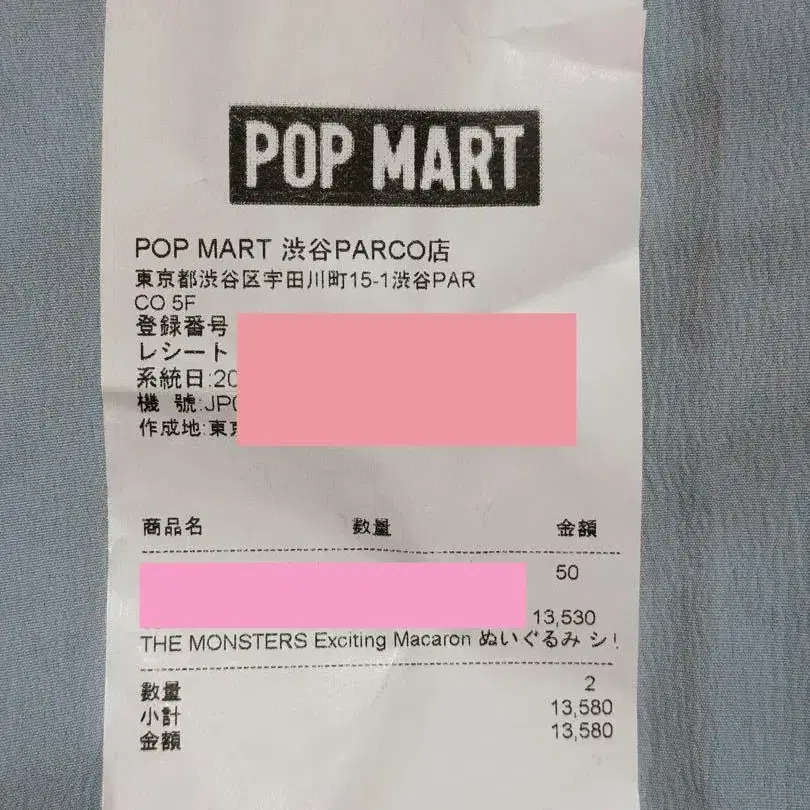 POP MART
POP MART 渋谷PARCO店
東京都渋谷区宇田川町15-1渋谷PAR
CO 5F
登録番号
レシート
系統日:20
機 號:JP
作成地:東京
商品名 数量 金額
50
13,530
THE MONSTERS Exciting Macaron ぬいぐるみ シリ
数量 2
小計 13,580
金額 13,580